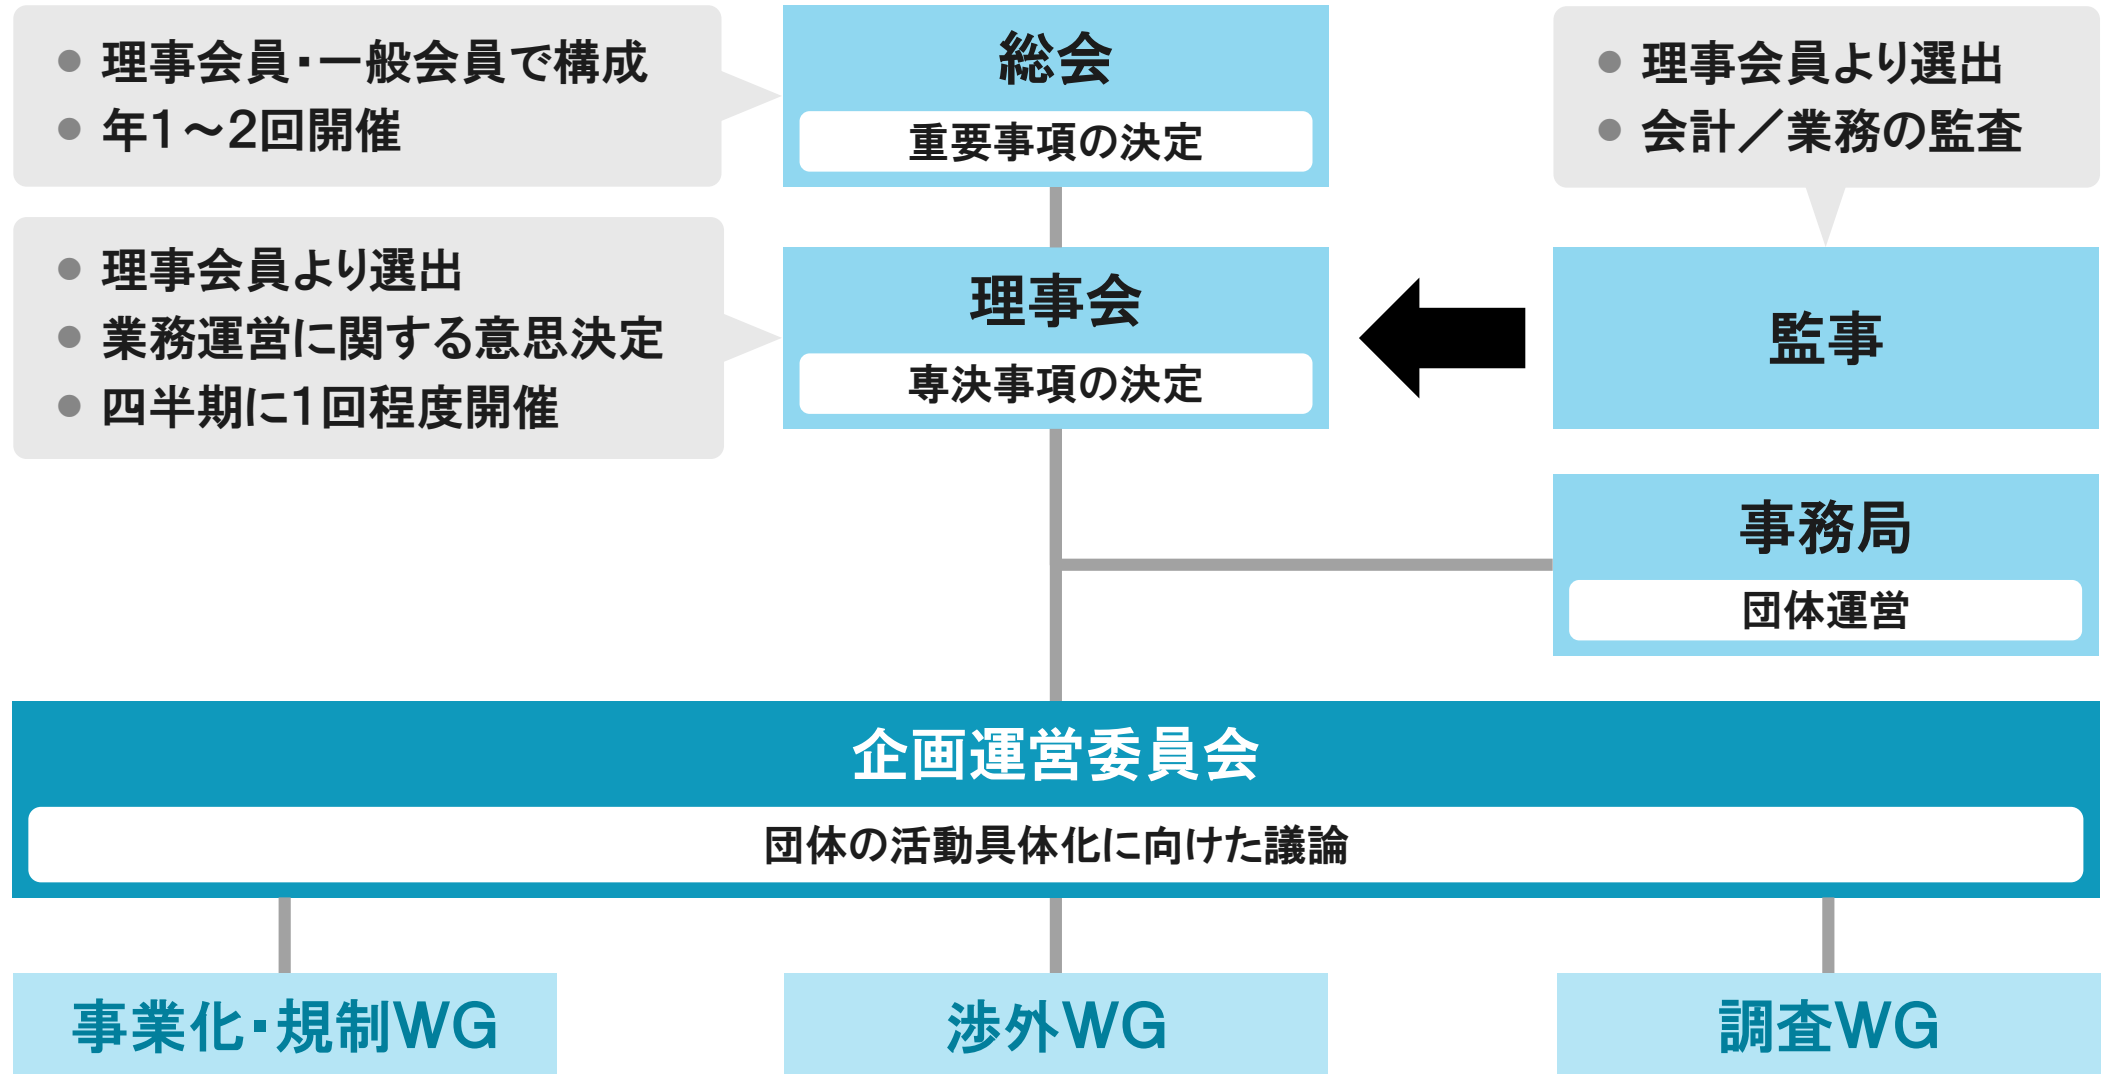 ● 理事会員・一般会員で構成
● 年1～2回開催
総会
重要事項の決定
● 理事会員より選出
● 会計／業務の監査
● 理事会員より選出
● 業務運営に関する意思決定
● 四半期に1回程度開催
理事会
専決事項の決定
監事
事務局
団体運営
企画運営委員会
団体の活動具体化に向けた議論
事業化・規制WG
渉外WG
調査WG